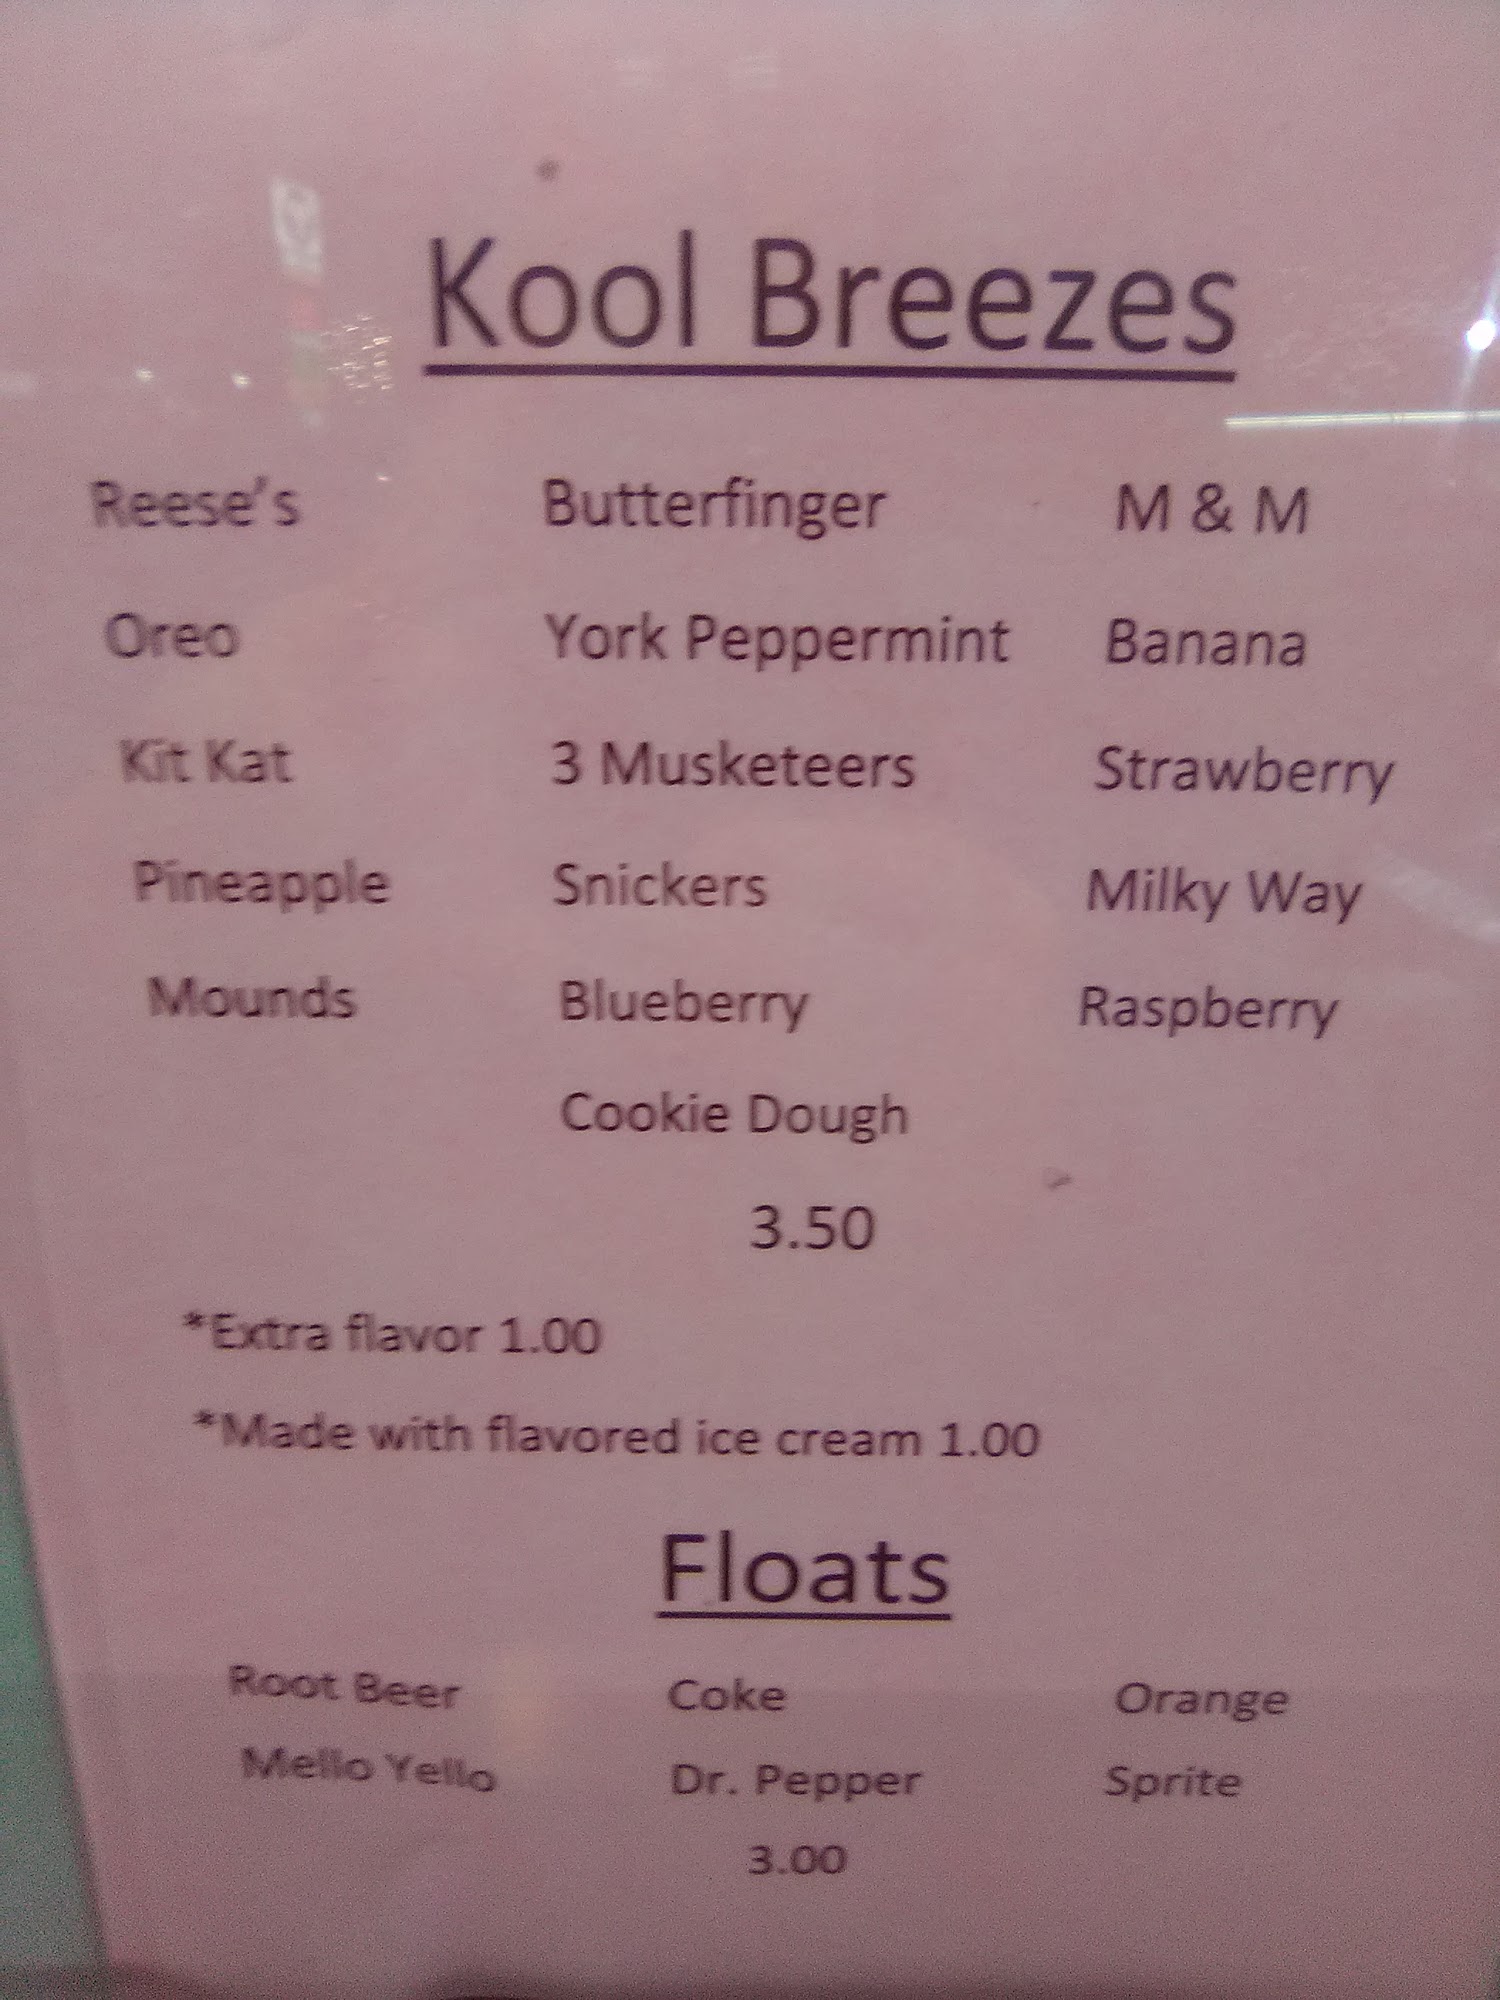 Kool Breezes
Reese's Butterfinger M & M
Oreo York Peppermint Banana
Kit Kat 3 Musketeers Strawberry
Pineapple Snickers Milky Way
Mounds Blueberry Raspberry
Cookie Dough
3.50
*Extra flavor 1.00
*Made with flavored ice cream 1.00
Floats
Root Beer Coke Orange
Mello Yello Dr. Pepper Sprite
3.00